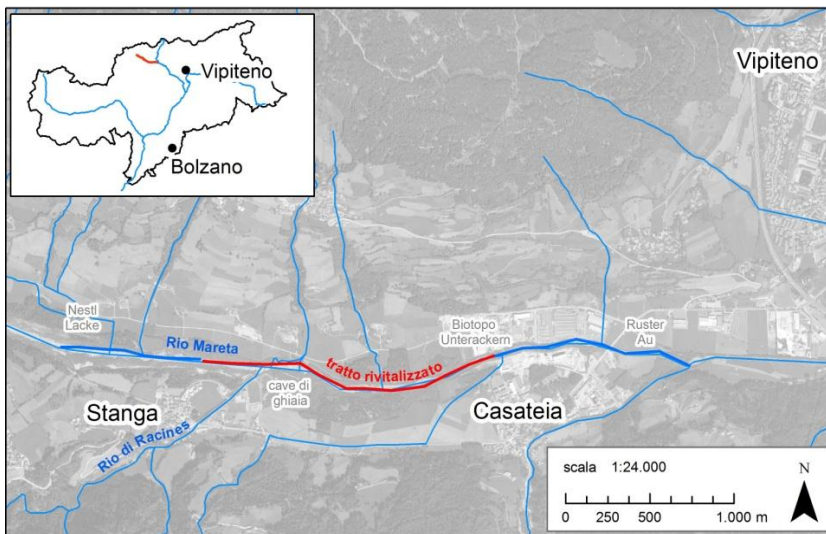 Vipiteno
Bolzano
Vipiteno
Nestl
Lacke
Rio Mareta
Biotopo
Unterackern
Ruster
Au
tratto rivitalizzato
cave di
ghiaia
Stanga
Casateia
Rio di Racines
scala 1:24.000
N
0 250 500 1.000 m